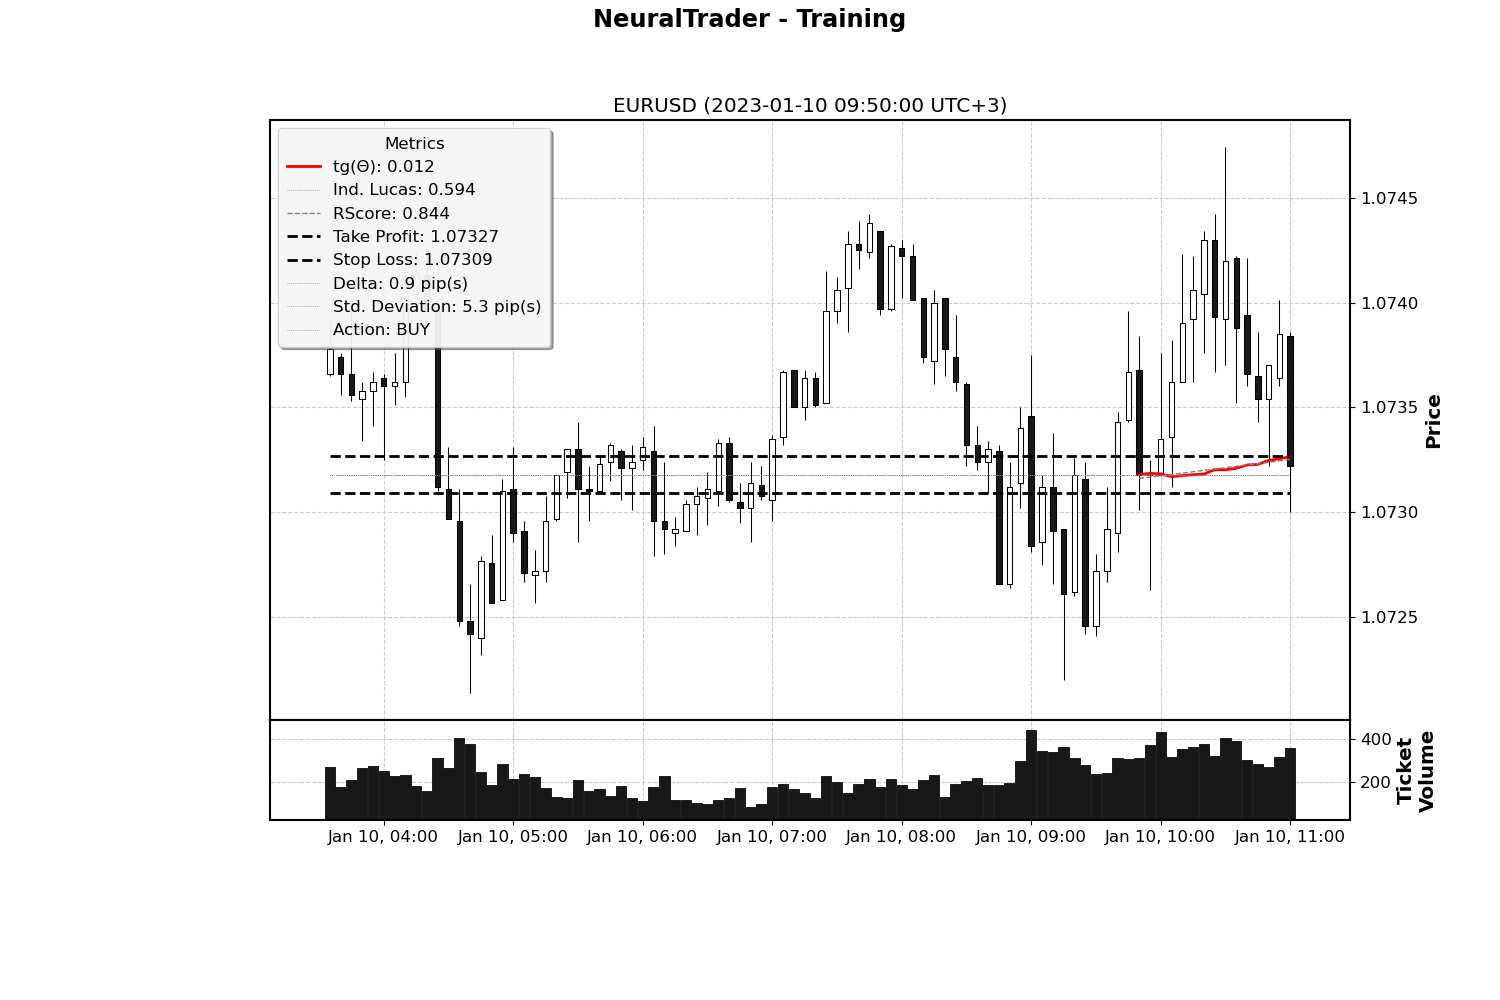 NeuralTrader - Training
EURUSD (2023-01-10 09:50:00 UTC+3)
Metrics
tg(Θ): 0.012
Ind. Lucas: 0.594
RScore: 0.844
Take Profit: 1.07327
Stop Loss: 1.07309
Delta: 0.9 pip(s)
Std. Deviation: 5.3 pip(s)
Action: BUY
1.0745
1.0740
1.0735
1.0730
1.0725
Price
400
200
Ticket
Volume
Jan 10, 04:00
Jan 10, 05:00
Jan 10, 06:00
Jan 10, 07:00
Jan 10, 08:00
Jan 10, 09:00
Jan 10, 10:00
Jan 10, 11:00